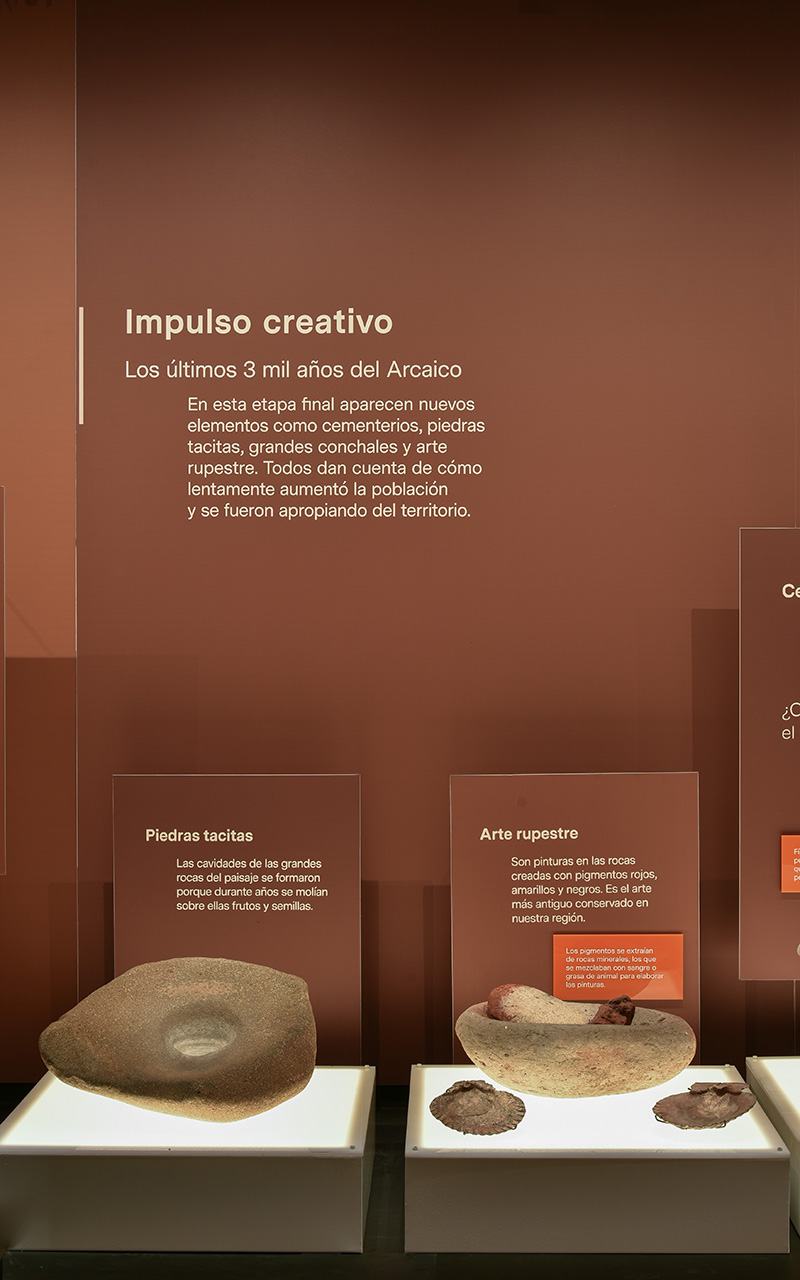 Impulso creativo
Los últimos 3 mil años del Arcaico
En esta etapa final aparecen nuevos
elementos como cementerios, piedras
tacitas, grandes conchales y arte
rupestre. Todos dan cuenta de cómo
lentamente aumentó la población
y se fueron apropiando del territorio.
Piedras tacitas
Las cavidades de las grandes
rocas del paisaje se formaron
porque durante años se molían
sobre ellas frutos y semillas.
Arte rupestre
Son pinturas en las rocas
creadas con pigmentos rojos,
amarillos y negros. Es el arte
más antiguo conservado en
nuestra región.
Los pigmentos se extraían
de rocas minerales, los que
se mezclaban con sangre o
grasa de animal para elaborar
las pinturas.
el